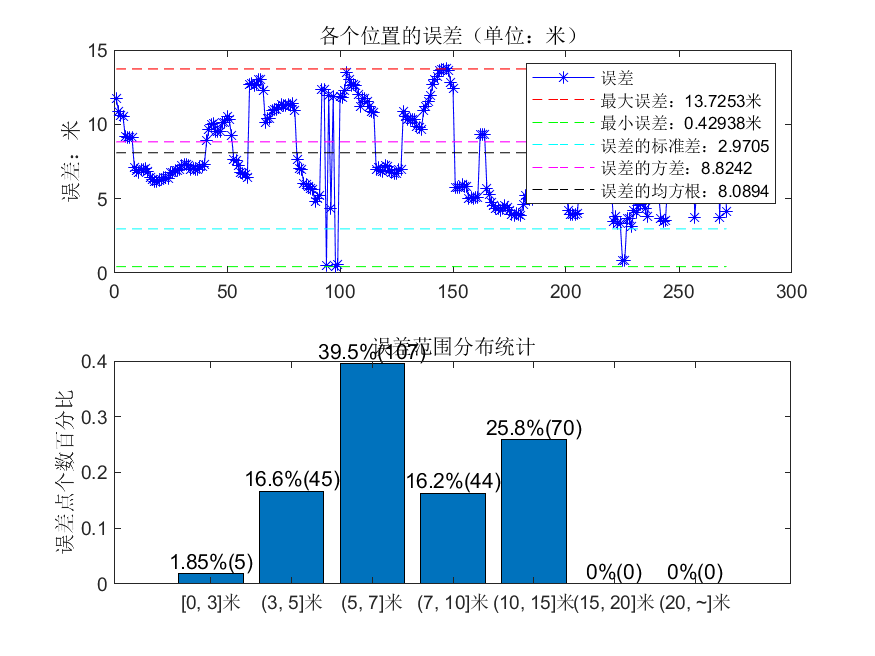 各个位置的误差（单位：米）
误差：米
15
10
5
0
0
50
100
150
200
250
300
误差
最大误差：13.7253米
最小误差：0.42938米
误差的标准差：2.9705
误差的方差：8.8242
误差的均方根：8.0894
误差范围分布统计
误差点个数百分比
0.4
0.3
0.2
0.1
0
1.85%(5)
16.6%(45)
39.5%(107)
16.2%(44)
25.8%(70)
0%(0)
0%(0)
[0, 3]米
(3, 5]米
(5, 7]米
(7, 10]米
(10, 15]米
(15, 20]米
(20, ~]米